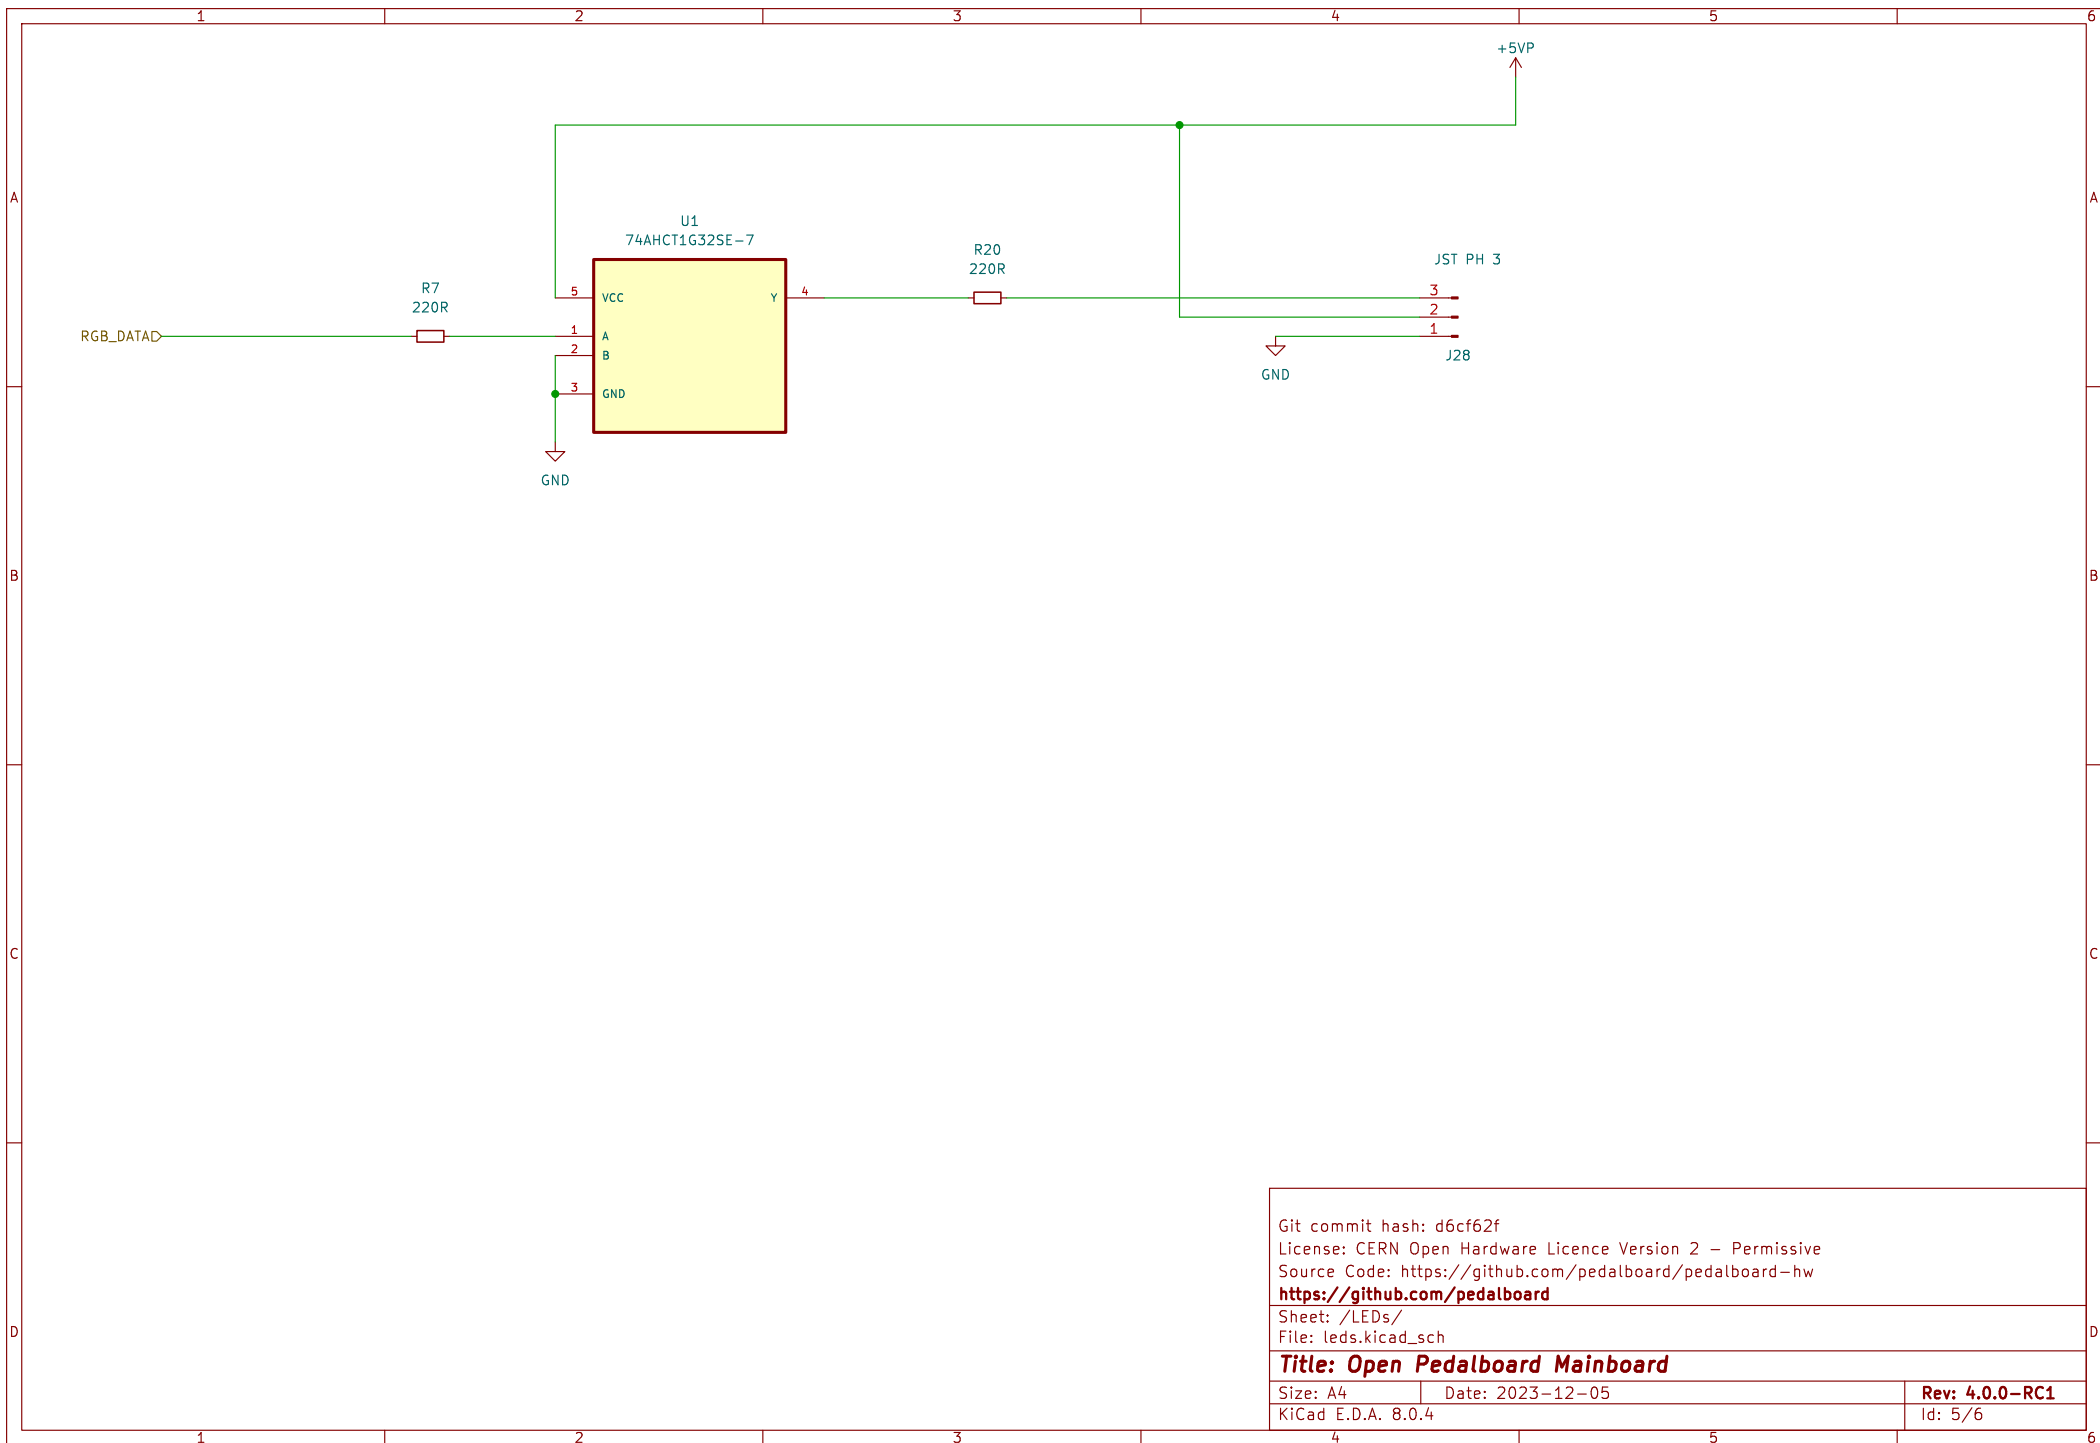 1 2 3 4 5 6
+5VP
A A
U1
74AHCT1G32SE-7
R20
220R
JST PH 3
R7
220R
5 VCC
Y 4
3
2
RGB_DATA
1 A
1
2 B
J28
GND
3 GND
GND
B B
C C
Git commit hash: d6cf62f
License: CERN Open Hardware Licence Version 2 - Permissive
Source Code: https://github.com/pedalboard/pedalboard-hw
https://github.com/pedalboard
Sheet: /LEDs/
D D
File: leds.kicad_sch
Title: Open Pedalboard Mainboard
Size: A4 Date: 2023-12-05 Rev: 4.0.0-RC1
KiCad E.D.A. 8.0.4 Id: 5/6
1 2 3 4 5 6